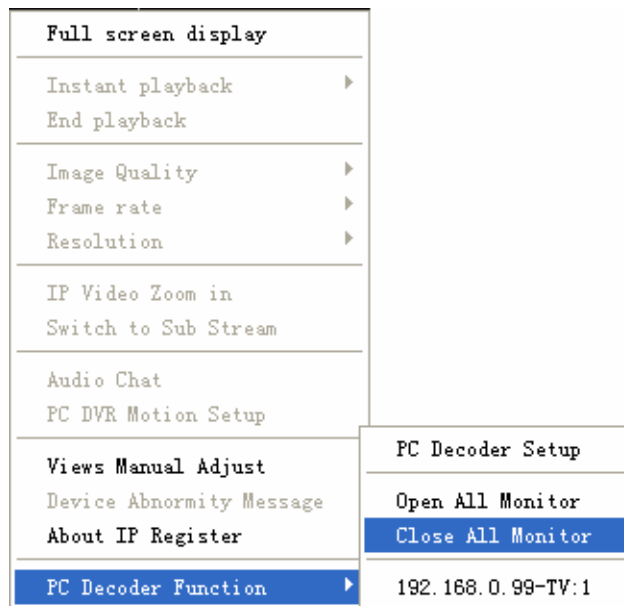 Full screen display
Instant playback
End playback
Image Quality
Frame rate
Resolution
IP Video Zoom in
Switch to Sub Stream
Audio Chat
PC DVR Motion Setup
Views Manual Adjust
Device Abnormity Message
About IP Register
PC Decoder Function
PC Decoder Setup
Open All Monitor
Close All Monitor
192.168.0.99-TV:1